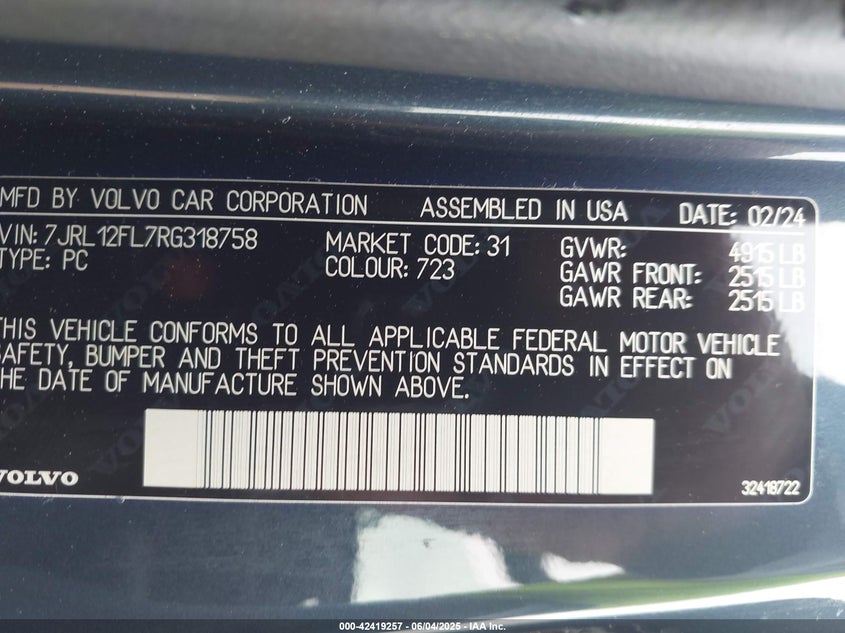 MFD BY VOLVO CAR CORPORATION ASSEMBLED IN USA DATE: 02/24
VIN: 7JRL12FL7RG318758 MARKET CODE: 31 GVWR: 4915 LB
TYPE: PC COLOUR: 723 GAWR FRONT: 2515 LB
GAWR REAR: 2515 LB
THIS VEHICLE CONFORMS TO ALL APPLICABLE FEDERAL MOTOR VEHICLE
SAFETY, BUMPER AND THEFT PREVENTION STANDARDS IN EFFECT ON
THE DATE OF MANUFACTURE SHOWN ABOVE.
VOLVO 32418722
000-42419257 - 06/04/2025 - IAA Inc.